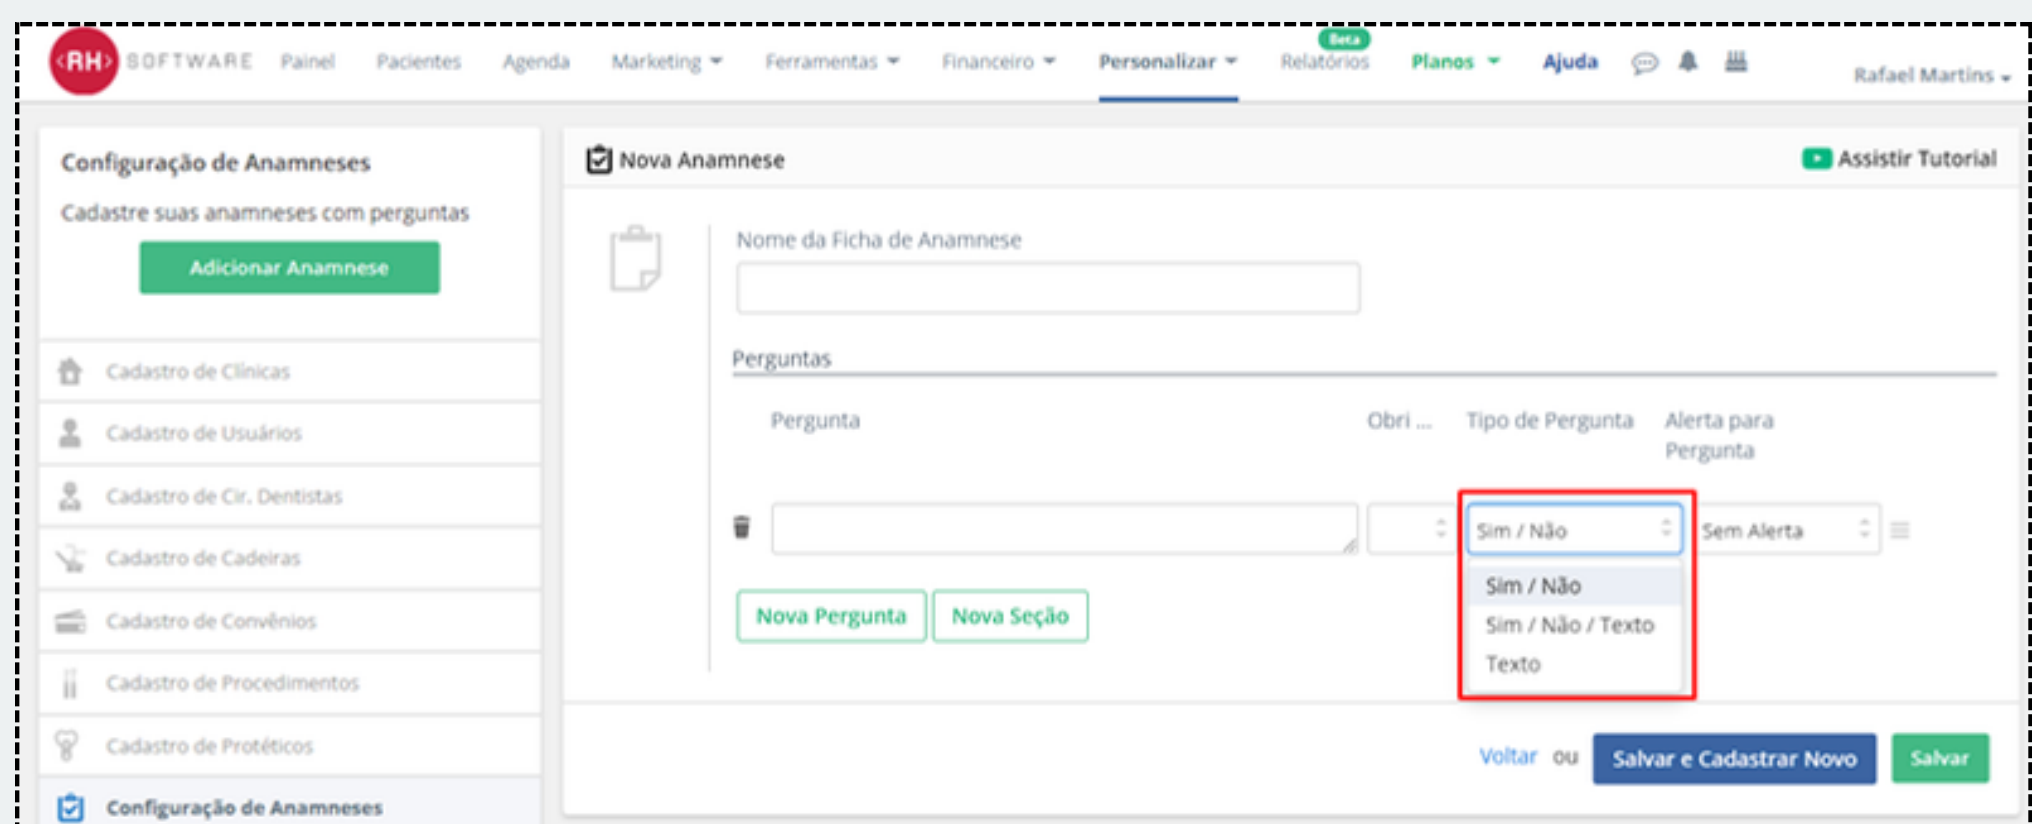 <RH> SOFTWARE Painel Pacientes Agenda Marketing Ferramentas Financeiro Personalizar Beta Relatórios Planos Ajuda Rafael Martins
Configuração de Anamneses
Cadastre suas anamneses com perguntas
Adicionar Anamnese
Cadastro de Clínicas
Cadastro de Usuários
Cadastro de Cir. Dentistas
Cadastro de Cadeiras
Cadastro de Convênios
Cadastro de Procedimentos
Cadastro de Protéticos
Configuração de Anamneses
Nova Anamnese Assistir Tutorial
Nome da Ficha de Anamnese
Perguntas
Pergunta Obri ... Tipo de Pergunta Alerta para
Pergunta
Sim / Não Sem Alerta
Sim / Não
Sim / Não / Texto
Texto
Nova Pergunta Nova Seção
Voltar ou Salvar e Cadastrar Novo Salvar